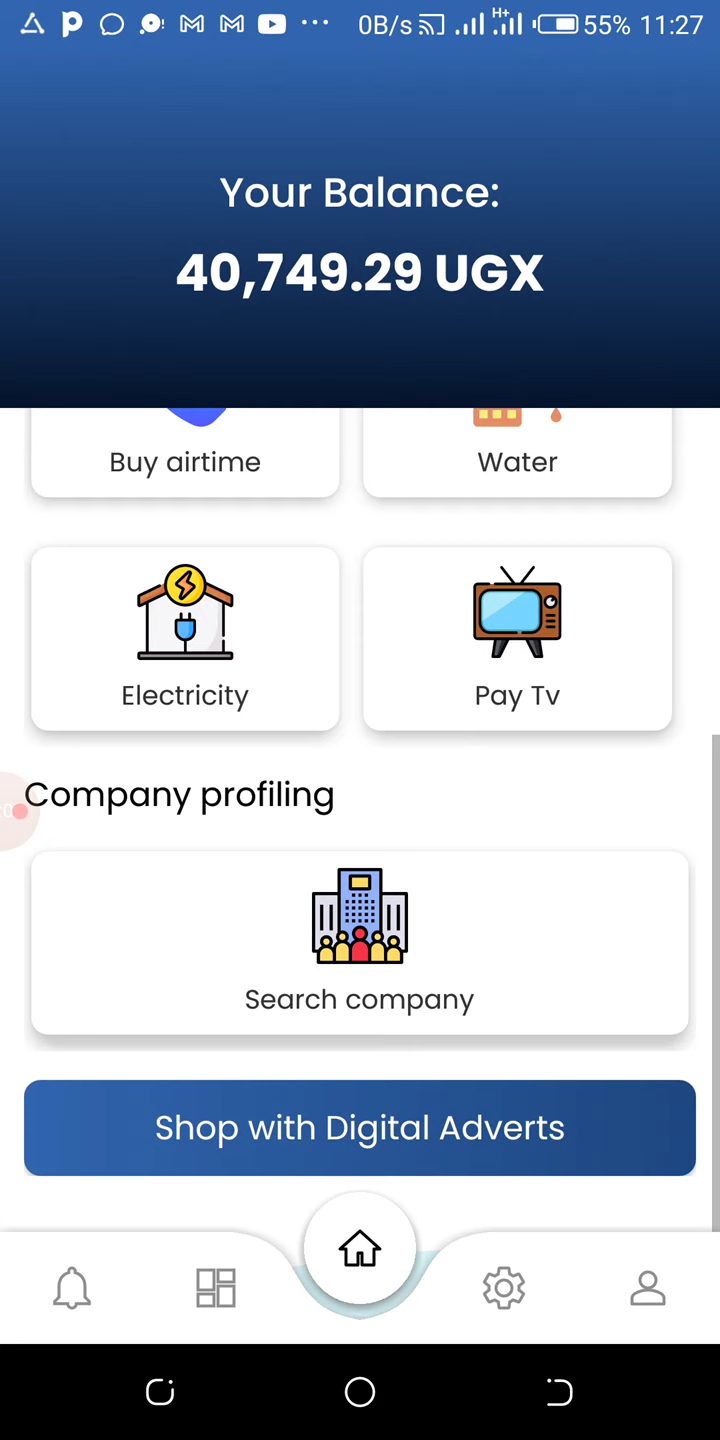 0B/s H+ 55% 11:27
Your Balance:
40,749.29 UGX
Buy airtime
Water
Electricity
Pay Tv
Company profiling
Search company
Shop with Digital Adverts